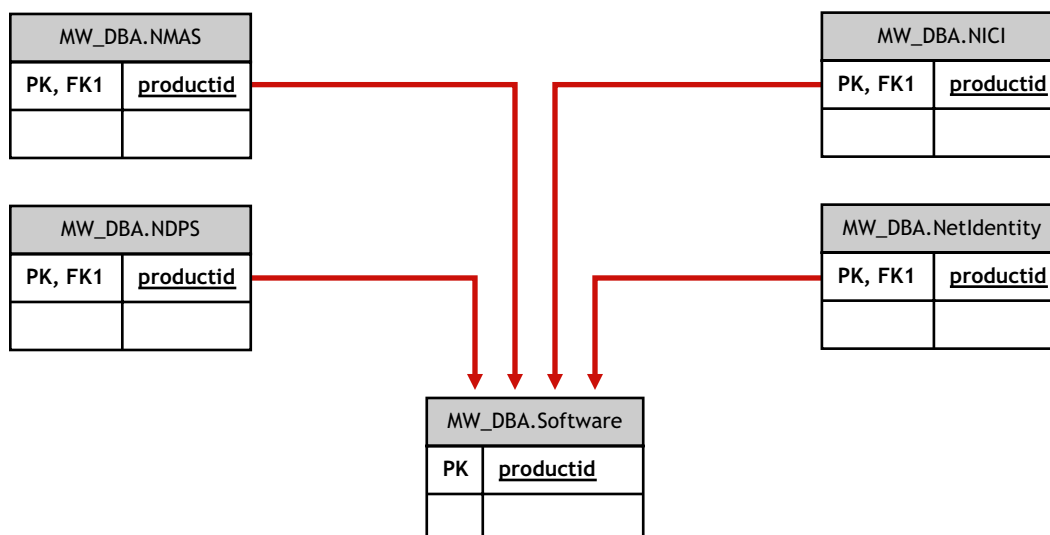 MW_DBA.NMAS
PK, FK1 productid
MW_DBA.NICI
PK, FK1 productid
MW_DBA.NDPS
PK, FK1 productid
MW_DBA.NetIdentity
PK, FK1 productid
MW_DBA.Software
PK productid